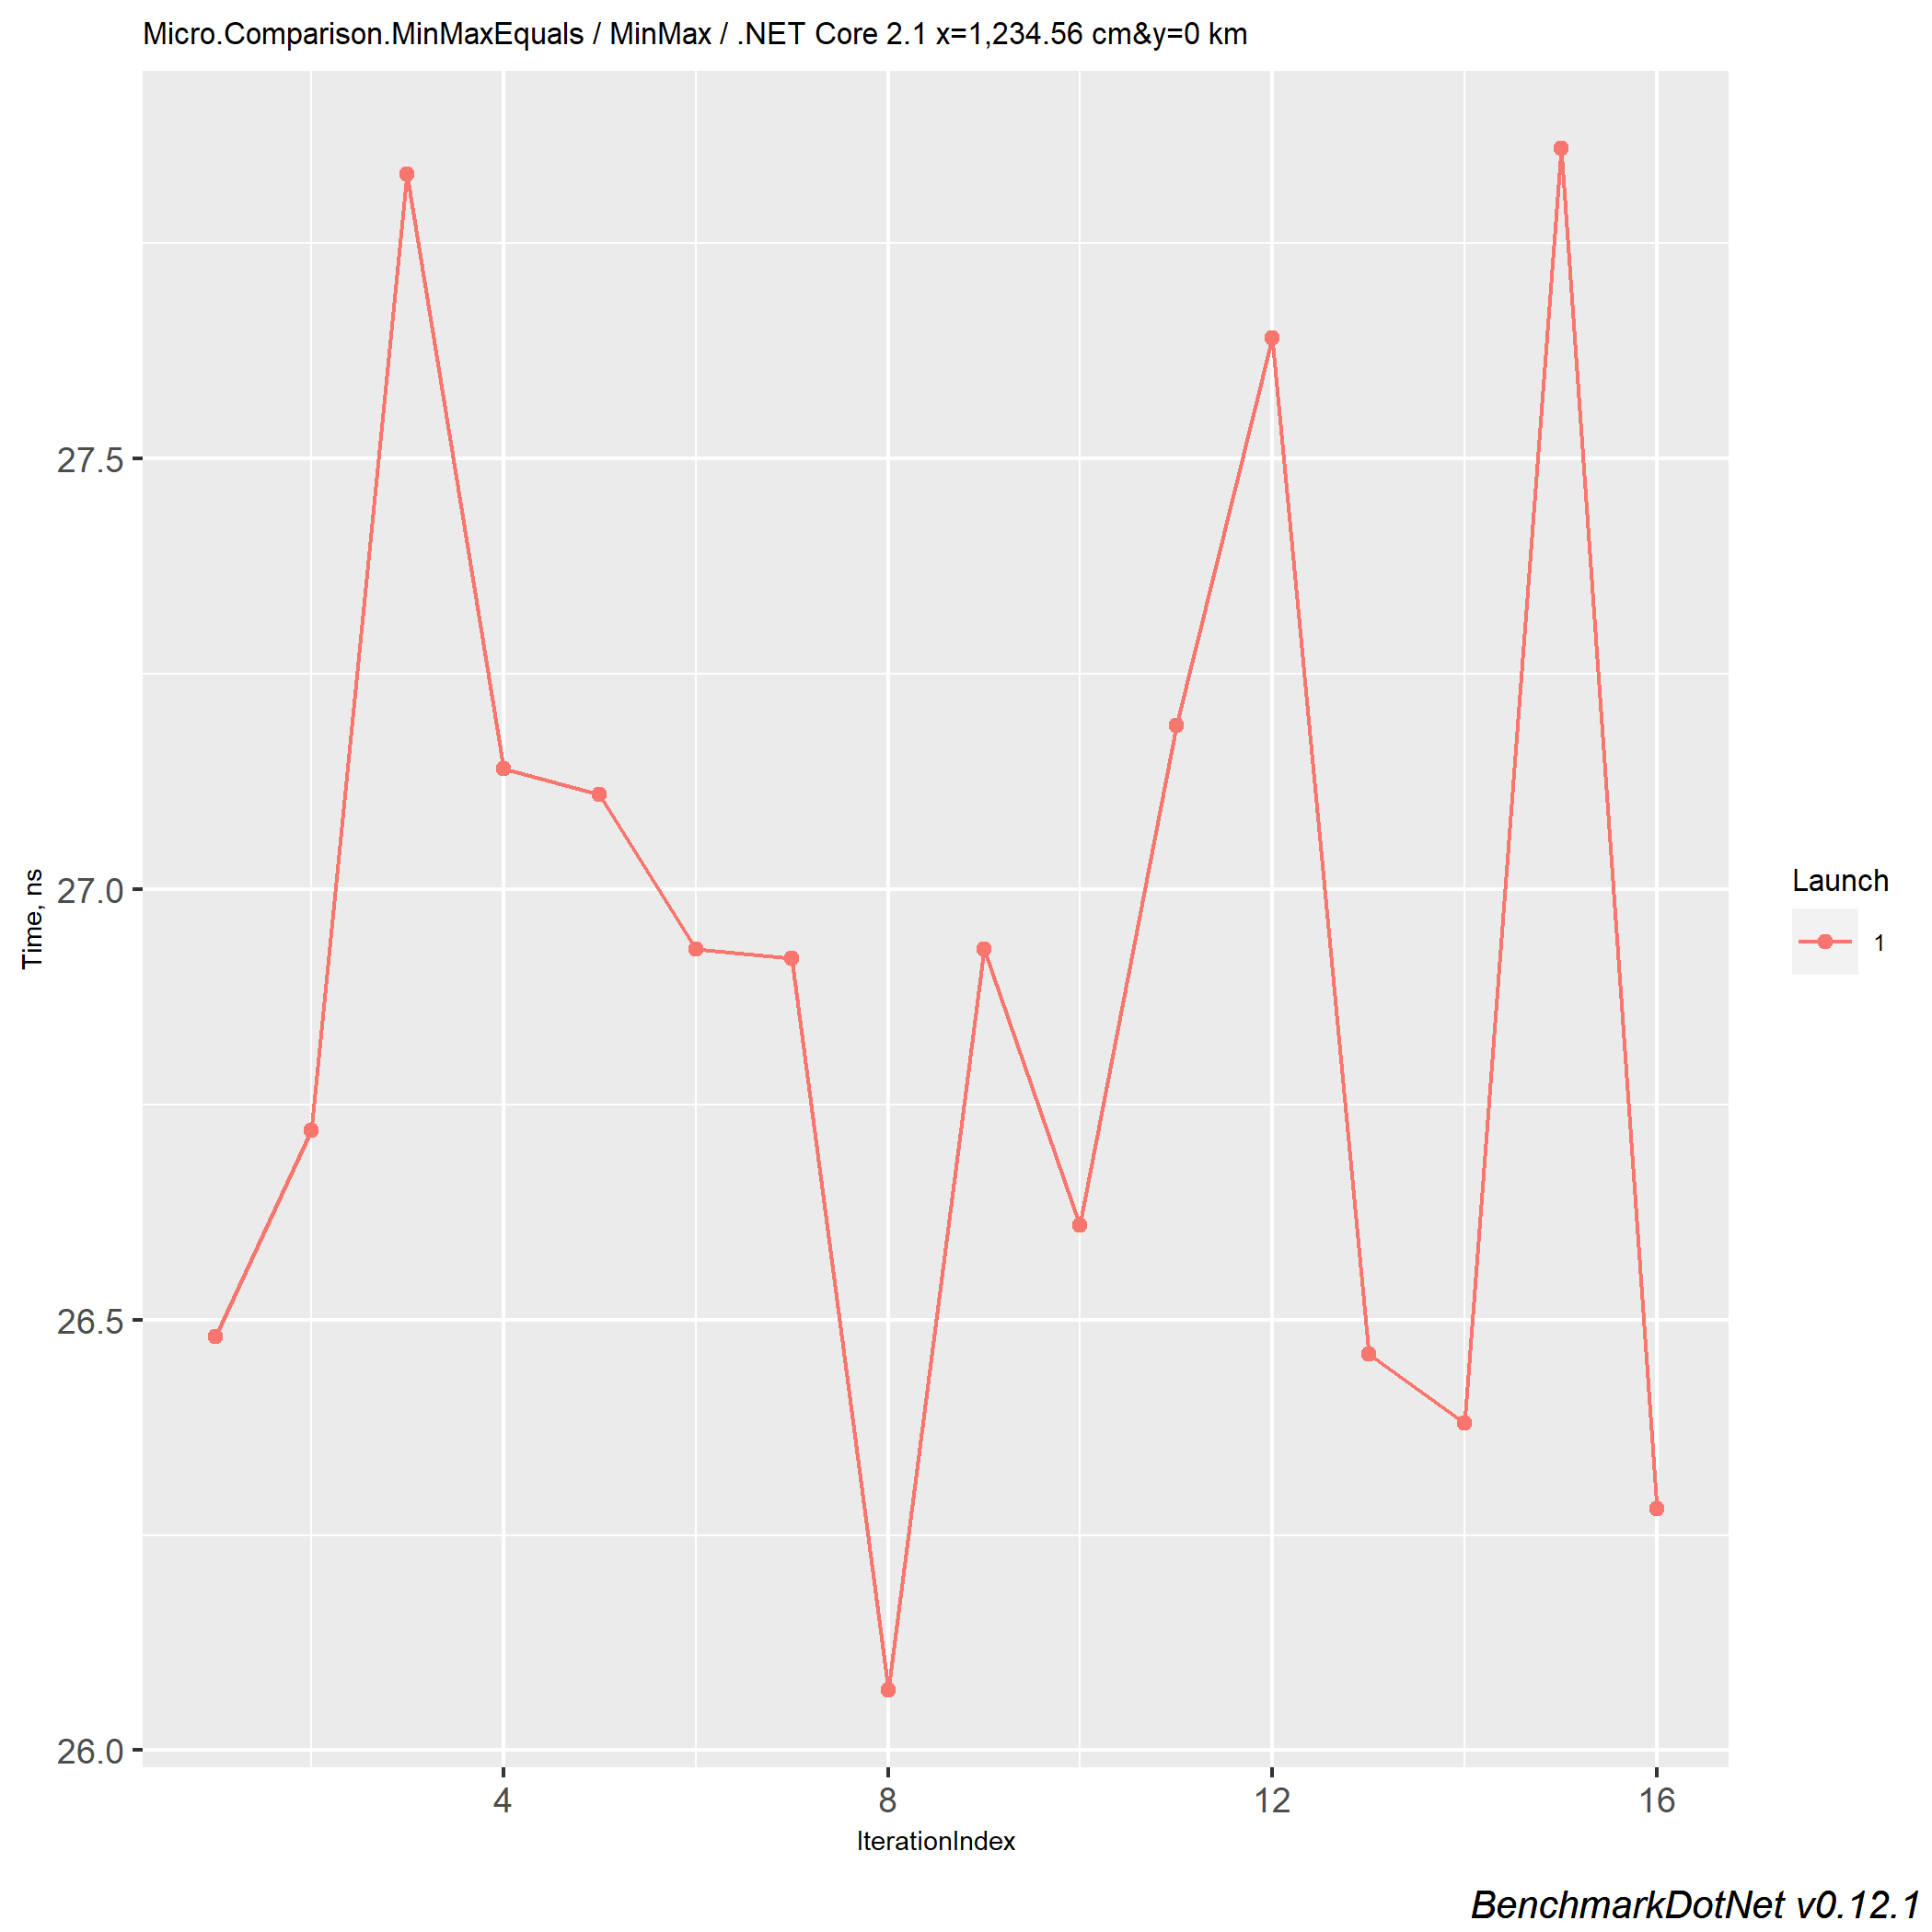 Micro.Comparison.MinMaxEquals / MinMax / .NET Core 2.1 x=1,234.56 cm&y=0 km
27.5
27.0
26.5
26.0
Time, ns
4
8
12
16
IterationIndex
Launch
1
BenchmarkDotNet v0.12.1